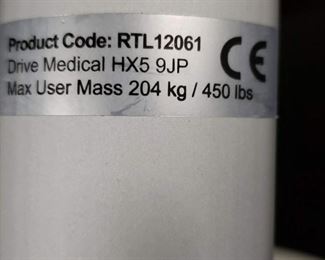 Product Code: RTL12061
Drive Medical HX5 9JP
Max User Mass 204 kg / 450 lbs
CE